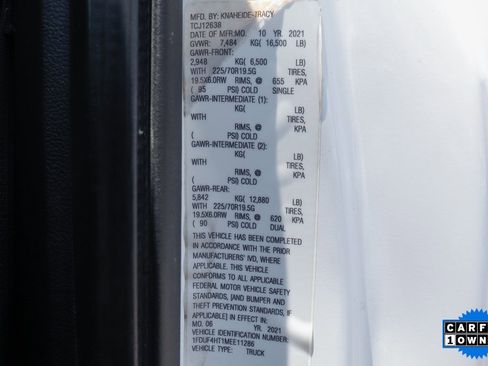 MFD. BY: KNAHEIDE-TRACY
TCJ12638
DATE OF MANFR.MO. 10 YR. 2021
GVWR: 7,484 KG( 16,500 LB)
GAWR-FRONT:
2,948 KG( 6,500 LB)
WITH 225/70R19.5G TIRES,
19.5X6.0RW RIMS, @ 655 KPA
( 95 PSI) COLD SINGLE
GAWR-INTERMEDIATE (1):
KG( LB)
WITH TIRES,
RIMS, @ KPA
( PSI) COLD
GAWR-INTERMEDIATE (2):
KG( LB)
WITH TIRES,
RIMS, @ KPA
( PSI) COLD
GAWR-REAR:
5,842 KG( 12,880 LB)
WITH 225/70R19.5G TIRES,
19.5X6.0RW RIMS, @ 620 KPA
( 90 PSI) COLD DUAL
THIS VEHICLE HAS BEEN COMPLETED
IN ACCORDANCE WITH THE PRIOR
MANUFACTURERS' IVD, WHERE
APPLICABLE. THIS VEHICLE
CONFORMS TO ALL APPLICABLE
FEDERAL MOTOR VEHICLE SAFETY
STANDARDS, [AND BUMPER AND
THEFT PREVENTION STANDARDS, IF
APPLICABLE] IN EFFECT IN:
MO. 06 YR. 2021
VEHICLE IDENTIFICATION NUMBER:
1FDUF4HT1MEE11286
VEHICLE TYPE: TRUCK
CARFOX
1 OWNER